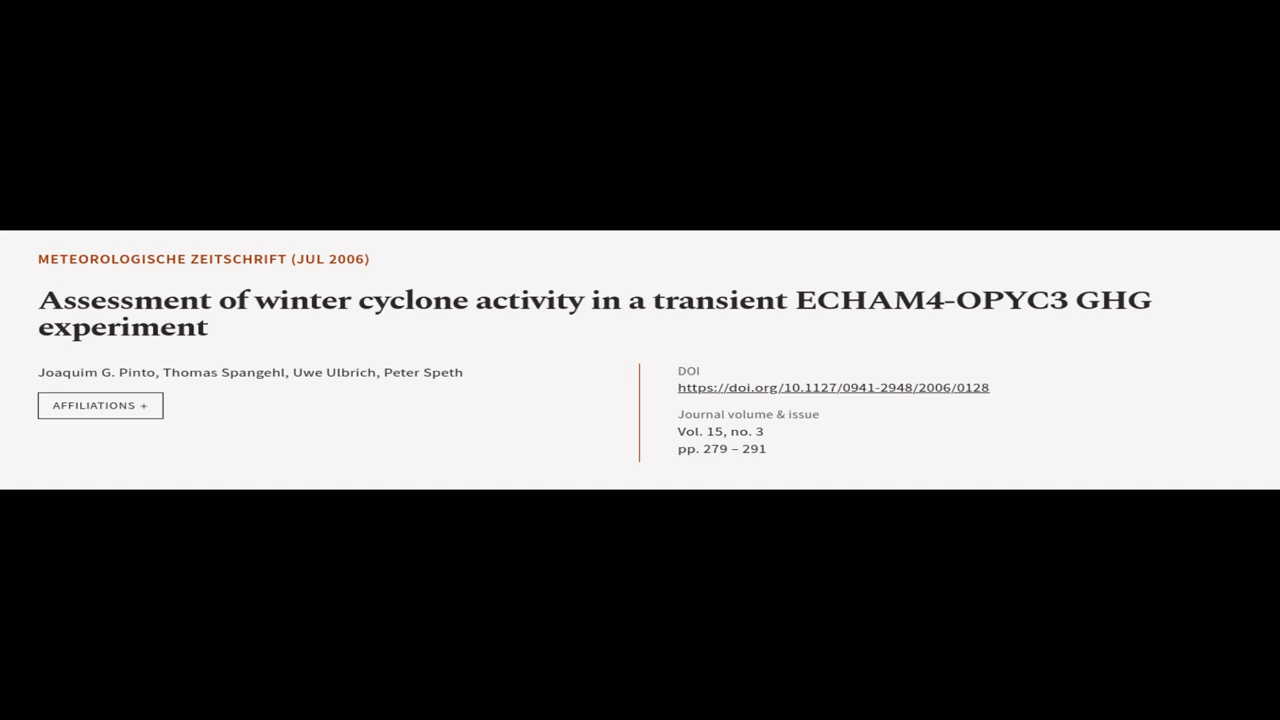 METEOROLOGISCHE ZEITSCHRIFT (JUL 2006)
Assessment of winter cyclone activity in a transient ECHAM4-OPYC3 GHG
experiment
Joaquim G. Pinto, Thomas Spangehl, Uwe Ulbrich, Peter Speth
AFFILIATIONS +
DOI
https://doi.org/10.1127/0941-2948/2006/0128
Journal volume & issue
Vol. 15, no. 3
pp. 279 – 291